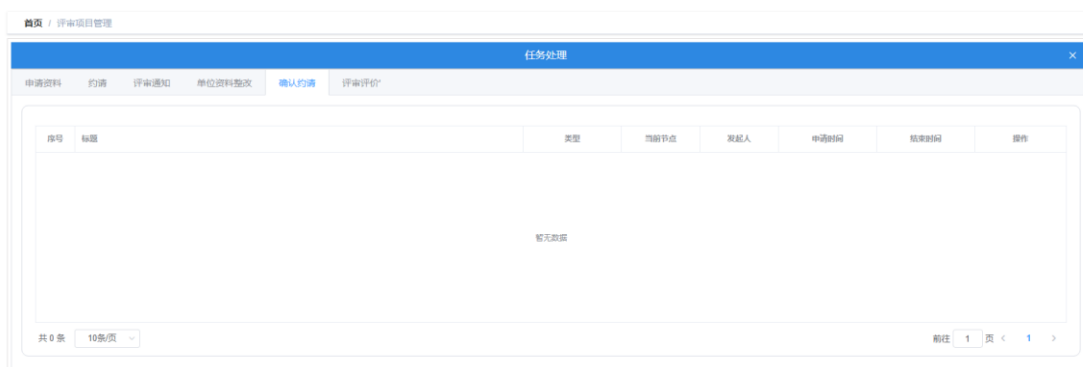 首页 / 评审项目管理
任务处理 ×
申请资料 约请 评审通知 单位资料整改 确认约请 评审评价*
序号 标题 类型 当前节点 发起人 申请时间 结束时间 操作
暂无数据
共 0 条 10条/页 前往 1 页 < 1 >